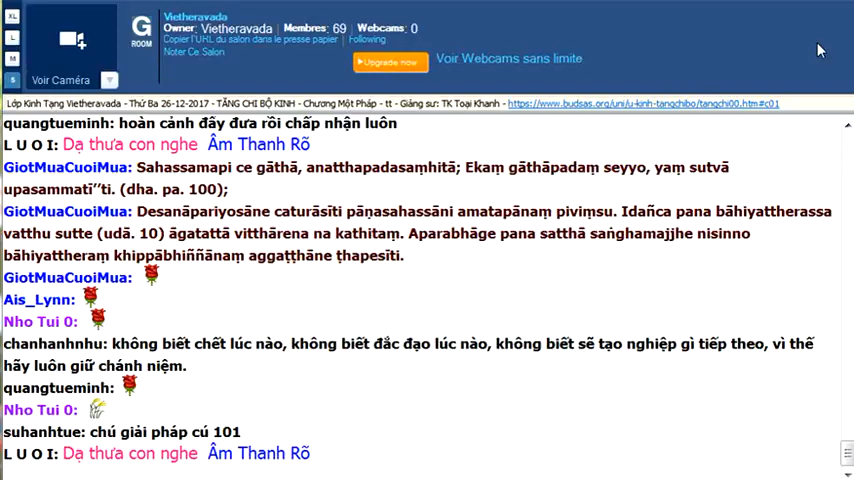 XL
L
M
S
Voir Caméra
G
ROOM
Vietheravada
Owner: Vietheravada | Membres: 69 | Webcams: 0
Copier l'URL du salon dans le presse papier | Following
Noter Ce Salon
Upgrade now
Voir Webcams sans limite
Lớp Kinh Tạng Vietheravada - Thứ Ba 26-12-2017 - TĂNG CHI BỘ KINH - Chương Một Pháp - tt - Giảng sư: TK Toại Khanh - https://www.budsas.org/uni/u-kinh-tangchibo/tangchi00.htm#c01
quangtueminh: hoàn cảnh đẩy đưa rồi chấp nhận luôn
L U O I: Dạ thưa con nghe Âm Thanh Rõ
GiotMuaCuoiMua: Sahassamapi ce gāthā, anatthapadasaṃhitā; Ekaṃ gāthāpadaṃ seyyo, yaṃ sutvā
upasammatī’’ti. (dha. pa. 100);
GiotMuaCuoiMua: Desanāpariyosāne caturāsīti pāṇasahassāni amatapānaṃ piviṃsu. Idañca pana bāhiyattherassa
vatthu sutte (udā. 10) āgatattā vitthārena na kathitaṃ. Aparabhāge pana satthā saṅghamajjhe nisinno
bāhiyattheraṃ khippābhiññānaṃ aggaṭṭhāne ṭhapesīti.
GiotMuaCuoiMua:
Ais_Lynn:
Nho Tui 0:
chanhanhnhu: không biết chết lúc nào, không biết đắc đạo lúc nào, không biết sẽ tạo nghiệp gì tiếp theo, vì thế
hãy luôn giữ chánh niệm.
quangtueminh:
Nho Tui 0:
suhanhtue: chú giải pháp cú 101
L U O I: Dạ thưa con nghe Âm Thanh Rõ